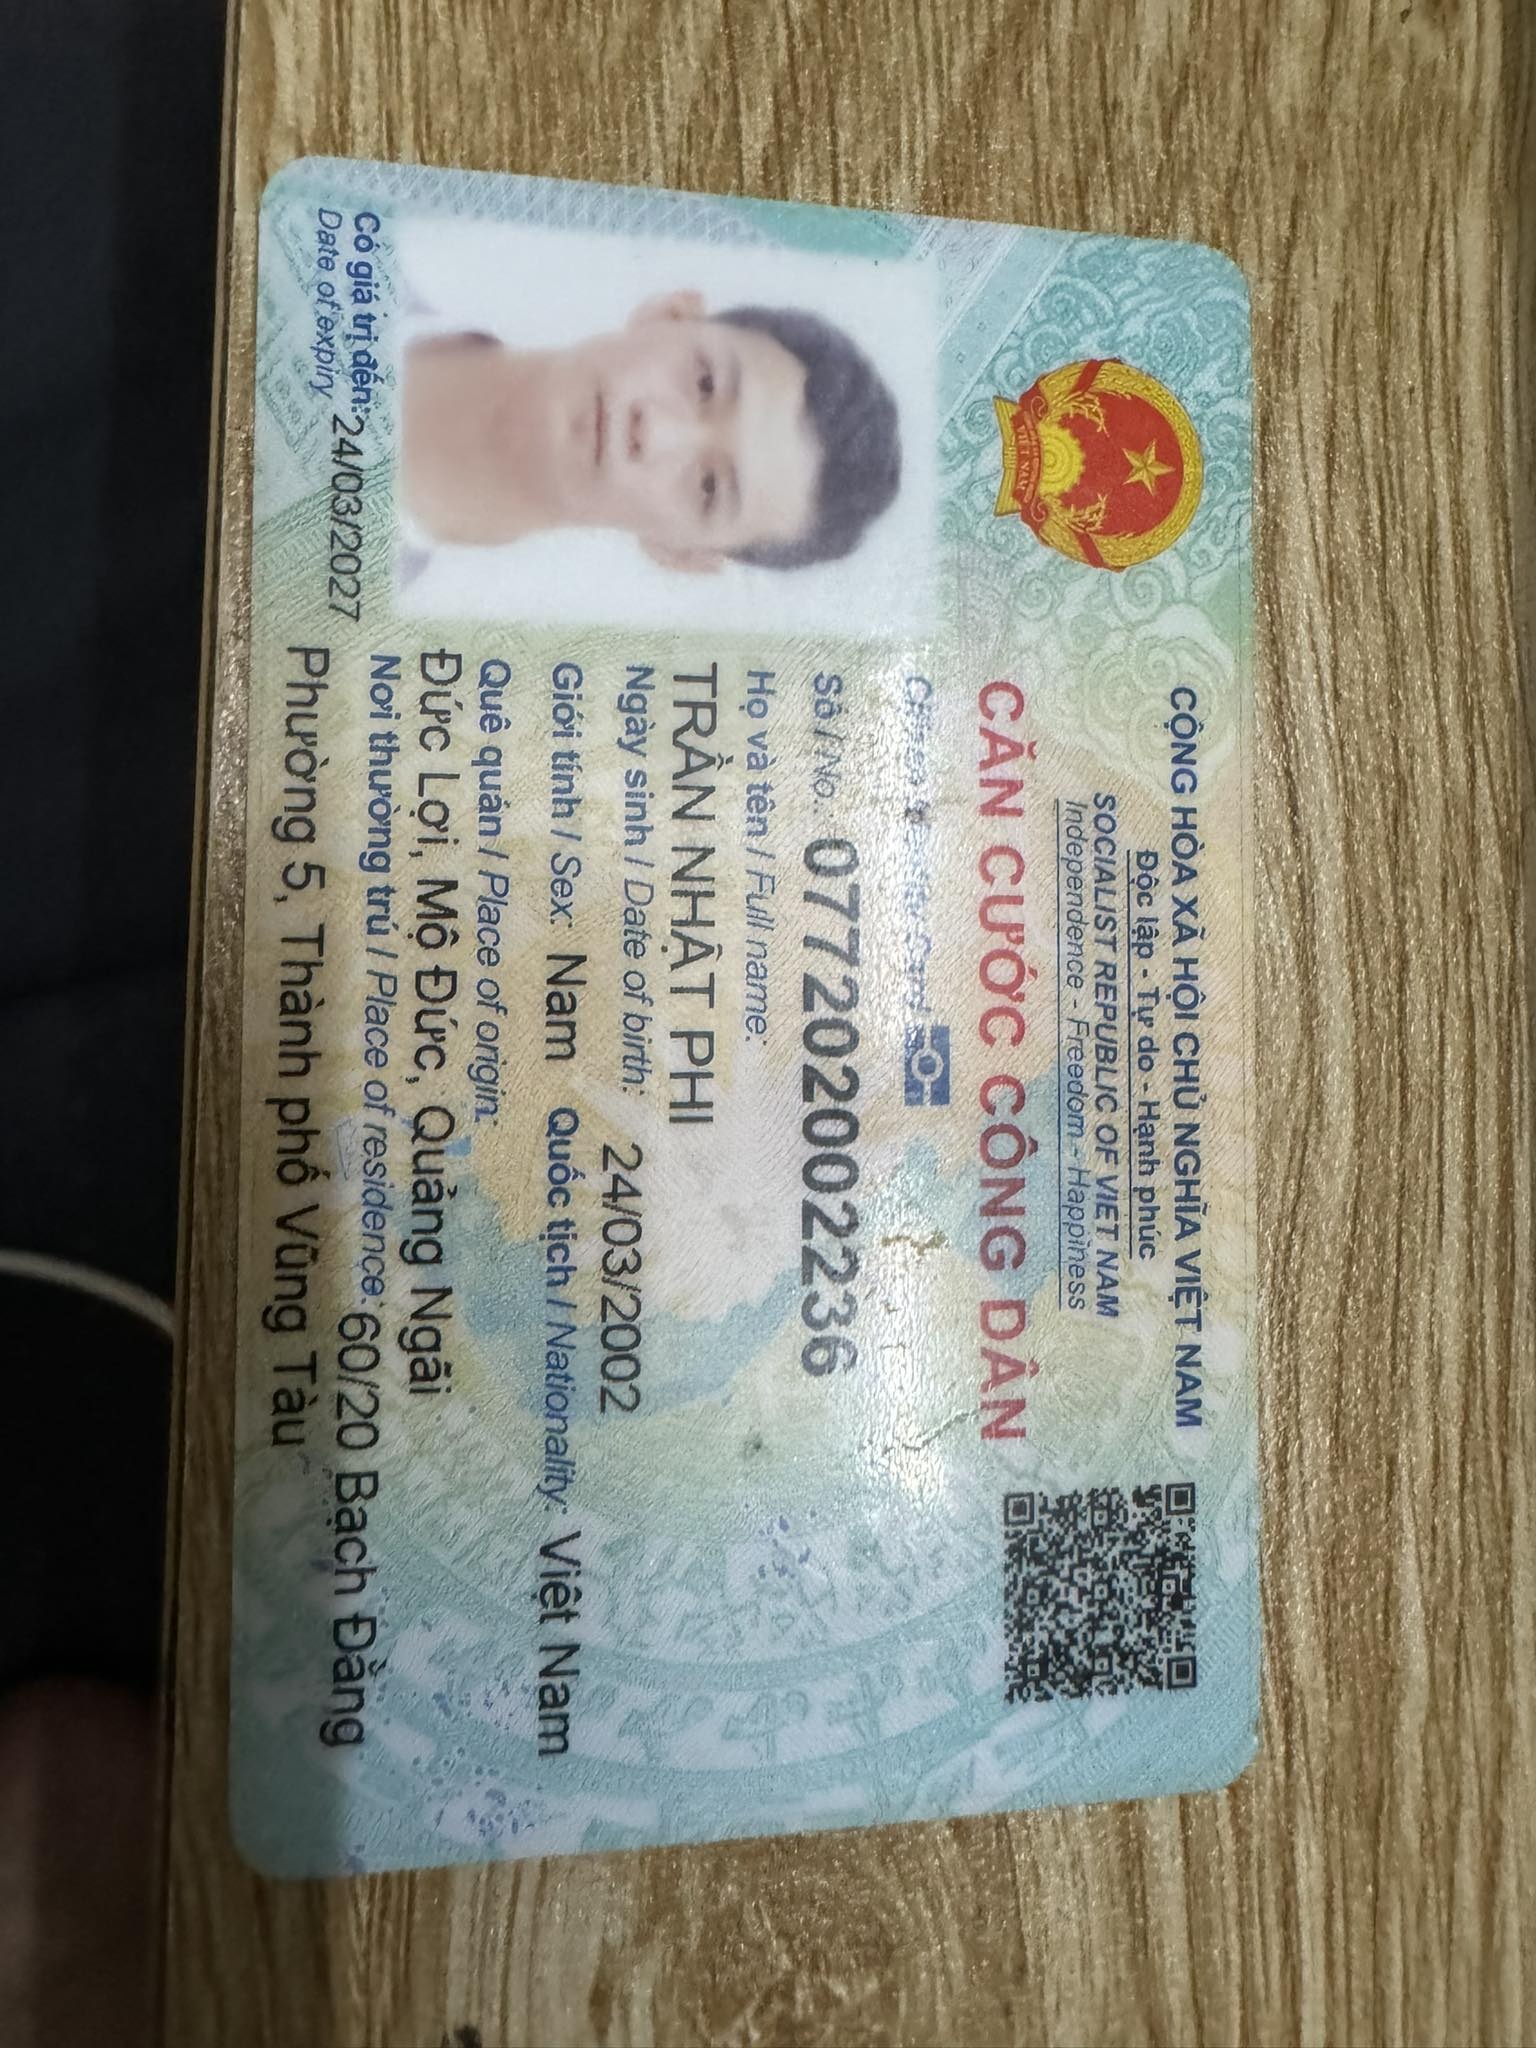 CỘNG HÒA XÃ HỘI CHỦ NGHĨA VIỆT NAM
Độc lập - Tự do - Hạnh phúc
SOCIALIST REPUBLIC OF VIET NAM
Independence - Freedom - Happiness
CĂN CƯỚC CÔNG DÂN
Citizen Identity Card
Số / No.: 077202002236
Họ và tên / Full name:
TRẦN NHẬT PHI
Ngày sinh / Date of birth: 24/03/2002
Giới tính / Sex: Nam Quốc tịch / Nationality: Việt Nam
Quê quán / Place of origin:
Đức Lợi, Mộ Đức, Quảng Ngãi
Nơi thường trú / Place of residence: 60/20 Bạch Đằng
Phường 5, Thành phố Vũng Tàu
Có giá trị đến: 24/03/2027
Date of expiry
VIỆT NAM